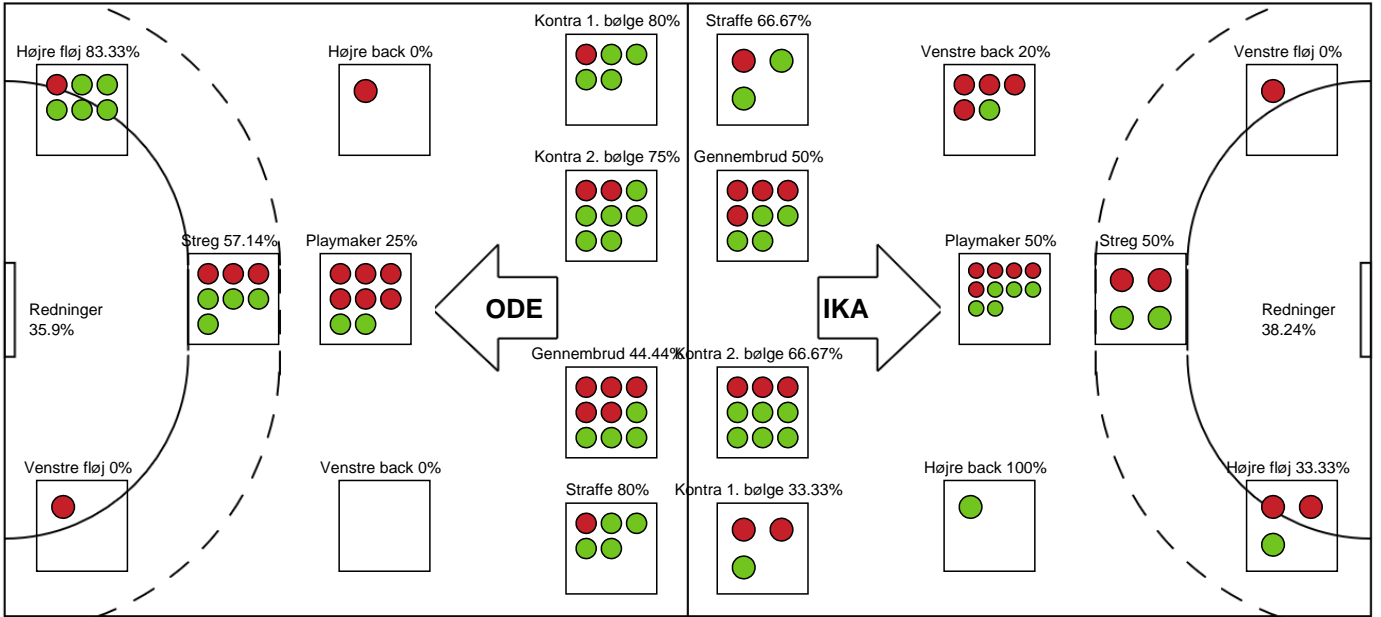 Kontra 1. bølge 80%
Straffe 66.67%
Højre fløj 83.33%
Højre back 0%
Venstre back 20%
Venstre fløj 0%
Kontra 2. bølge 75%
Gennembrud 50%
Streg 57.14%
Playmaker 25%
Playmaker 50%
Streg 50%
Redninger
35.9%
ODE
IKA
Redninger
38.24%
Gennembrud 44.44%
Kontra 2. bølge 66.67%
Venstre fløj 0%
Venstre back 0%
Straffe 80%
Kontra 1. bølge 33.33%
Højre back 100%
Højre fløj 33.33%